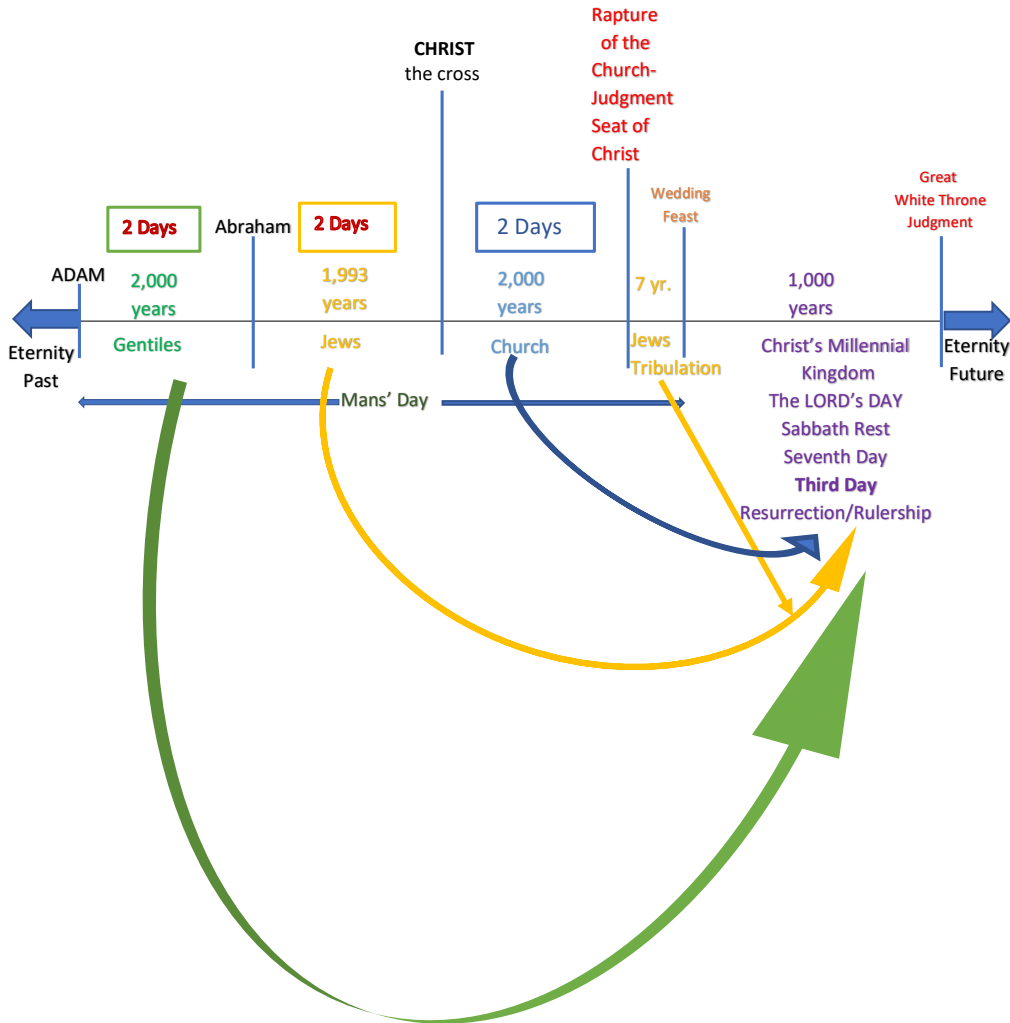 Rapture
of the
Church-
Judgment
Seat of
Christ
CHRIST
the cross
Great
White Throne
Judgment
Wedding
Feast
2 Days
Abraham
2 Days
2 Days
ADAM
2,000
years
1,993
years
2,000
years
7 yr.
1,000
years
Eternity
Past
Gentiles
Jews
Church
Jews
Tribulation
Christ's Millennial
Kingdom
The LORD's DAY
Sabbath Rest
Seventh Day
Third Day
Resurrection/Rulership
Eternity
Future
Mans' Day